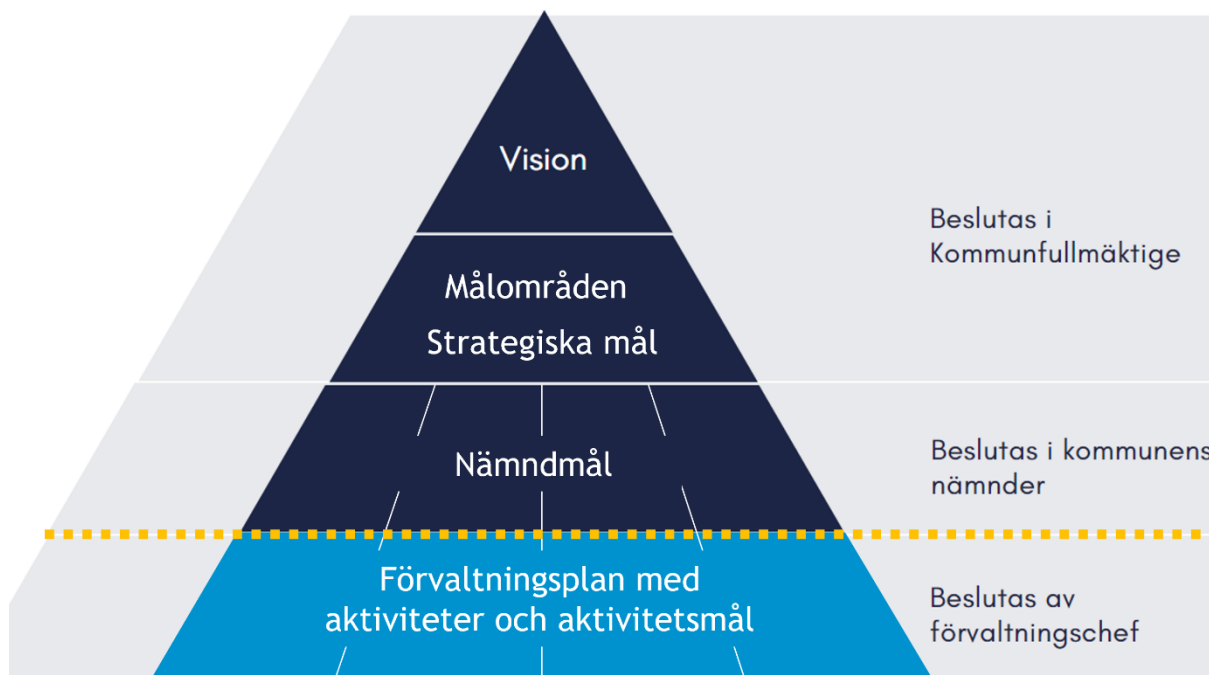 Vision
Beslutas i
Kommunfullmäktige
Målområden
Strategiska mål
Nämndmål
Beslutas i kommunens
nämnder
Förvaltningsplan med
aktiviteter och aktivitetsmål
Beslutas av
förvaltningschef